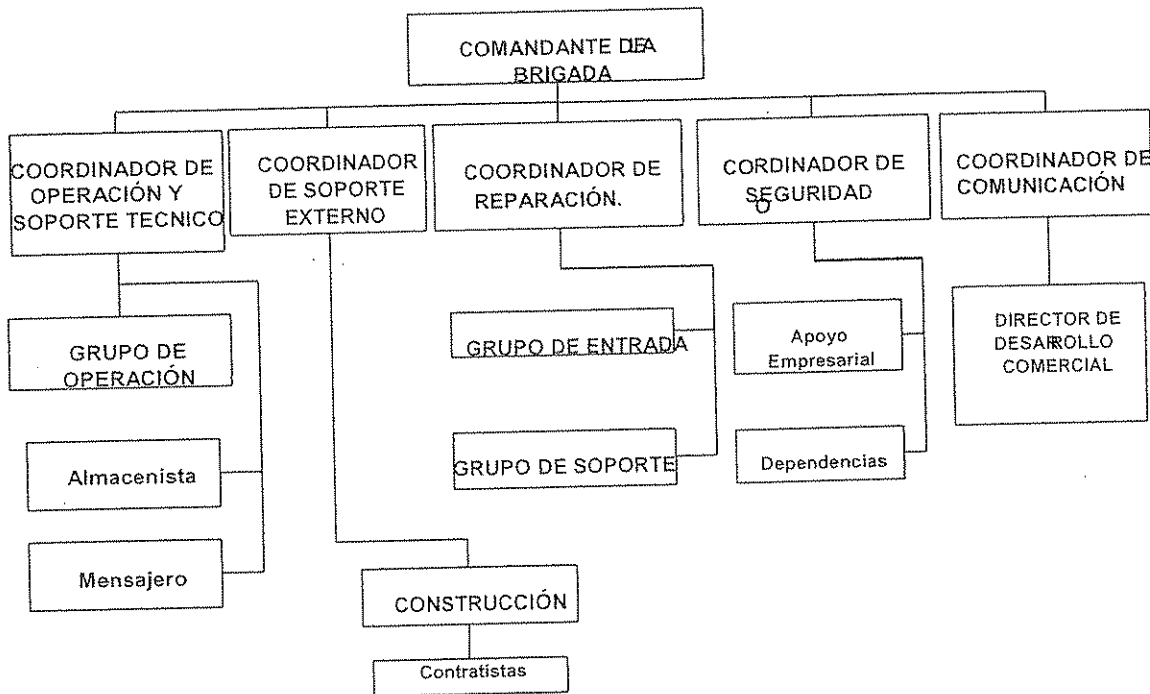 COMANDANTE DE LA
BRIGADA
COORDINADOR DE
OPERACIÓN Y
SOPORTE TECNICO
COORDINADOR
DE SOPORTE
EXTERNO
COORDINADOR DE
REPARACIÓN.
CORDINADOR DE
SEGURIDAD
O
COORDINADOR DE
COMUNICACIÓN
GRUPO DE
OPERACIÓN
Almacenista
Mensajero
CONSTRUCCIÓN
Contratistas
GRUPO DE ENTRADA
GRUPO DE SOPORTE
Apoyo
Empresarial
Dependencias
DIRECTOR DE
DESARROLLO
COMERCIAL